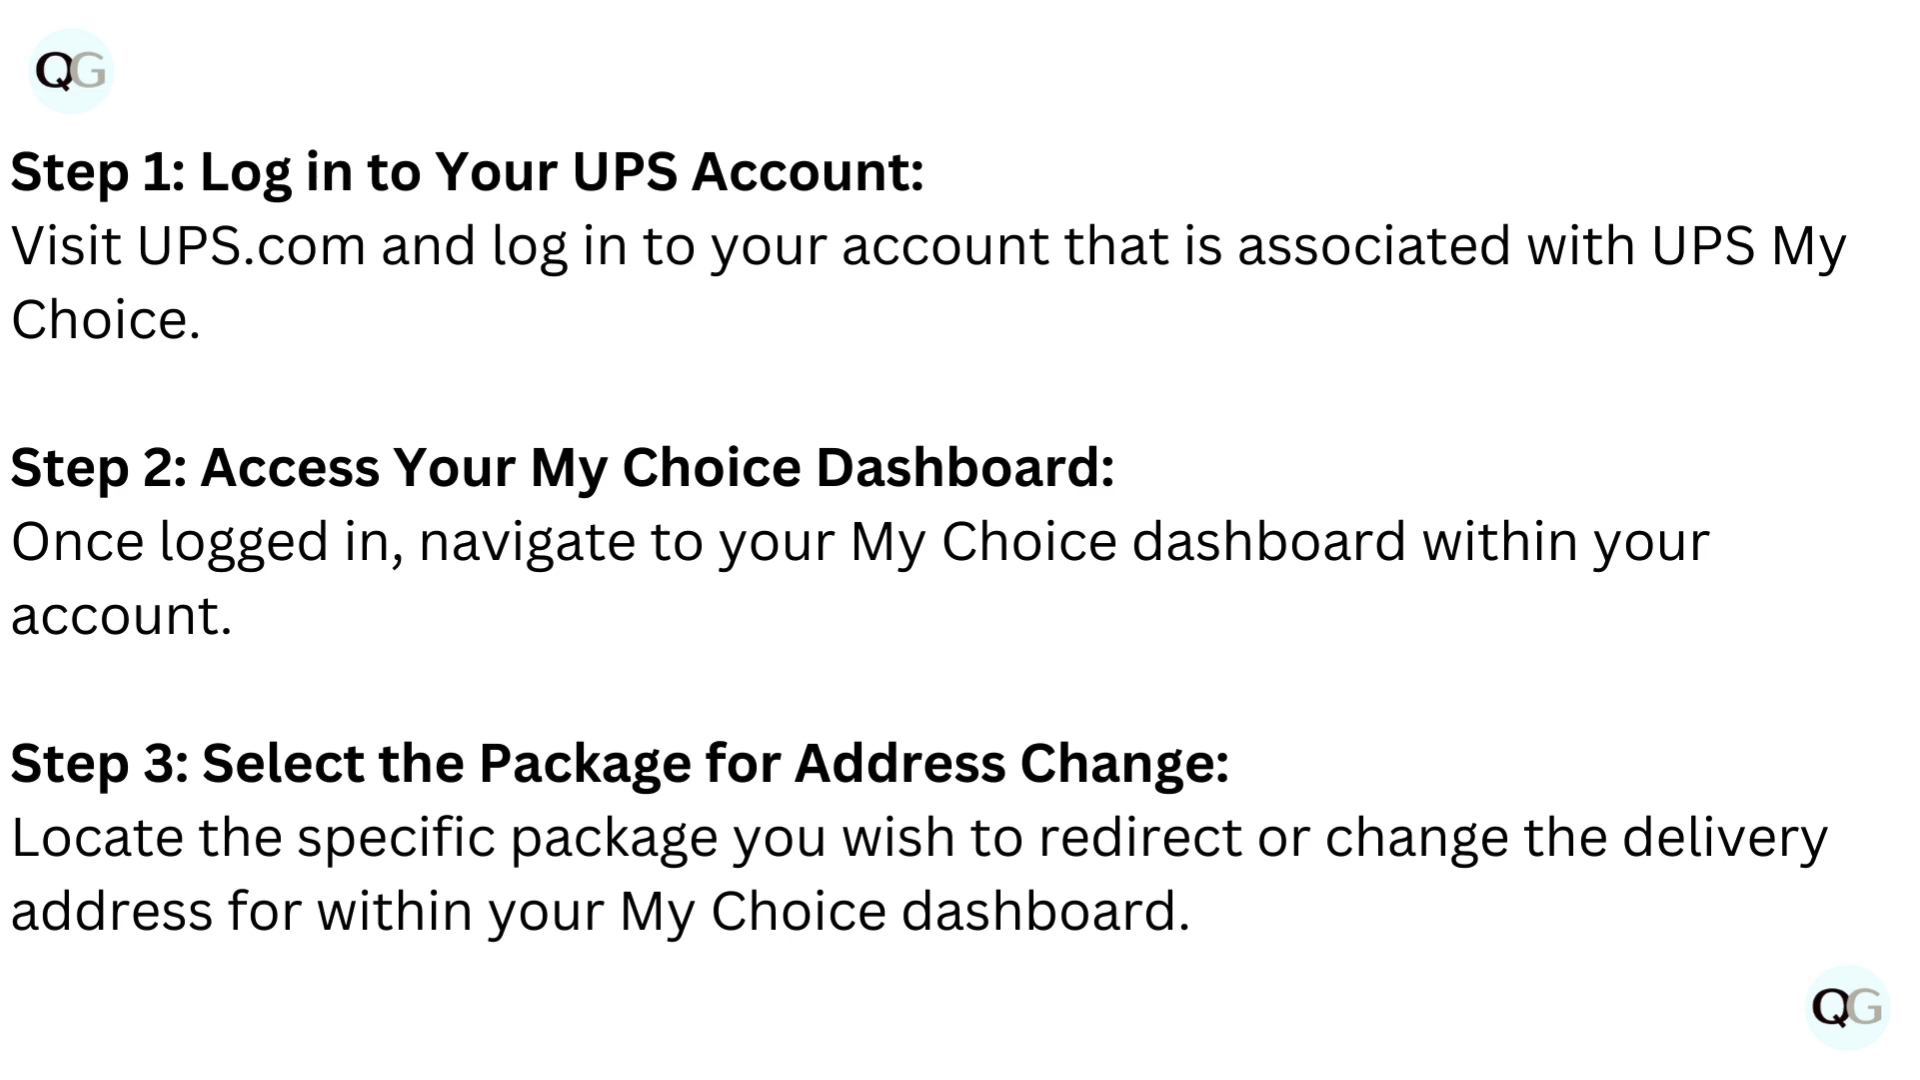 QG
Step 1: Log in to Your UPS Account:
Visit UPS.com and log in to your account that is associated with UPS My
Choice.
Step 2: Access Your My Choice Dashboard:
Once logged in, navigate to your My Choice dashboard within your
account.
Step 3: Select the Package for Address Change:
Locate the specific package you wish to redirect or change the delivery
address for within your My Choice dashboard.
QG